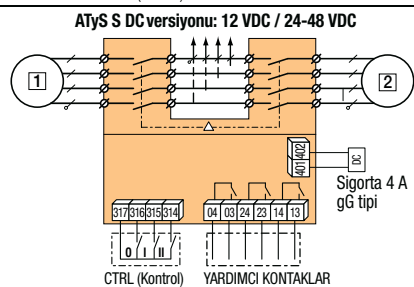 ATyS S DC versiyonu: 12 VDC / 24-48 VDC
1
2
401 402
DC
Sigorta 4 A
gG tipi
317 316 315 314
04 03 24 23 14 13
0 I II
CTRL (Kontrol)
YARDIMCI KONTAKLAR